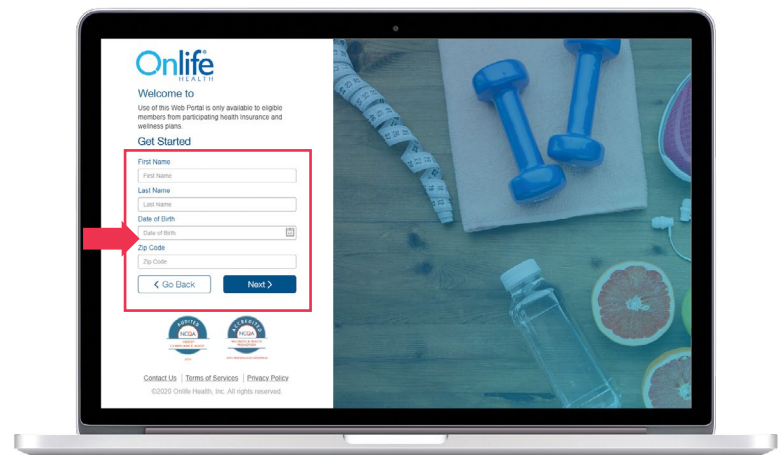 Onlife
HEALTH
Welcome to
Use of this Web Portal is only available to eligible
members from participating health insurance and
wellness plans.
Get Started
First Name
First Name
Last Name
Last Name
Date of Birth
Date of Birth
Zip Code
Zip Code
Go Back
Next
AUDITED
NCQA
ACCREDITED
NCQA
Contact Us | Terms of Services | Privacy Policy
©2020 Onlife Health, Inc. All rights reserved.